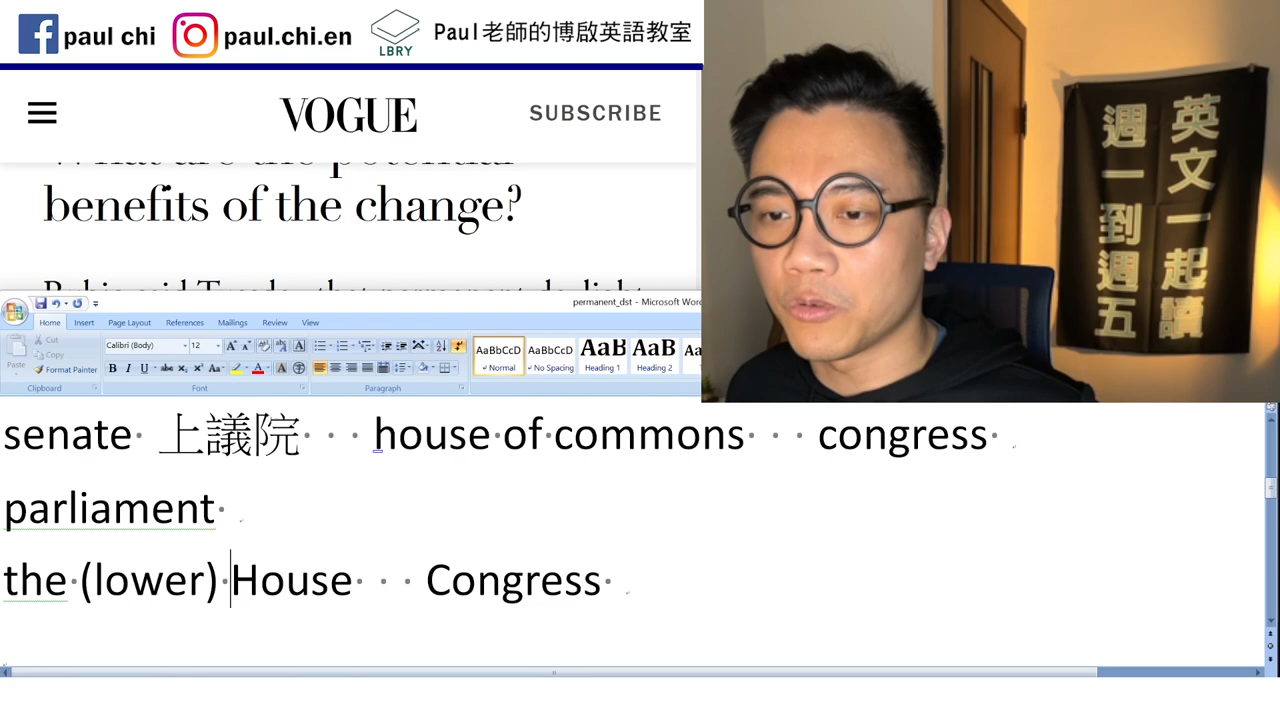 paul chi paul.chi.en LBRY Paul老師的博啟英語教室
VOGUE SUBSCRIBE
What are the potential
benefits of the change?
permanent_dst - Microsoft Word
Home Insert Page Layout References Mailings Review View
Cut
Copy
Format Painter
Paste
Calibri (Body) 12
AaBbCcD AaBbCcD AaB AaB
Normal No Spacing Heading 1 Heading 2
Clipboard Font Paragraph
senate 上議院 house of commons congress
parliament
the (lower) House Congress
英文一起讀
週一到週五